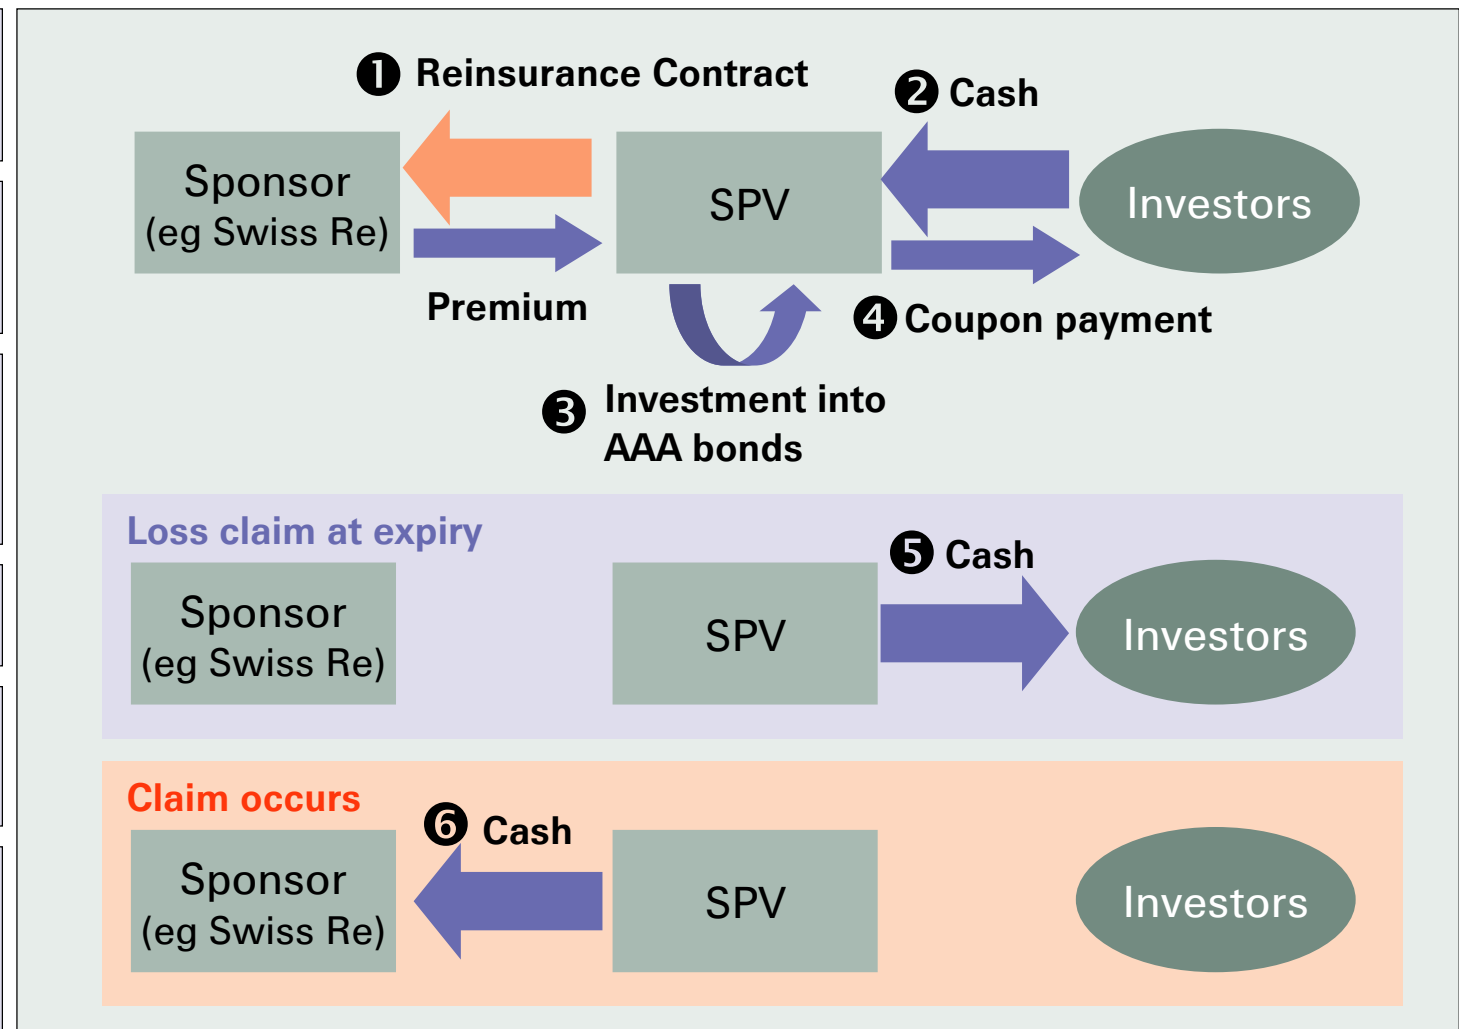 ❶ Reinsurance Contract
❷ Cash
Sponsor
(eg Swiss Re)
SPV
Investors
Premium
❹ Coupon payment
❸ Investment into
AAA bonds
Loss claim at expiry
❺ Cash
Sponsor
(eg Swiss Re)
SPV
Investors
Claim occurs
❻ Cash
Sponsor
(eg Swiss Re)
SPV
Investors